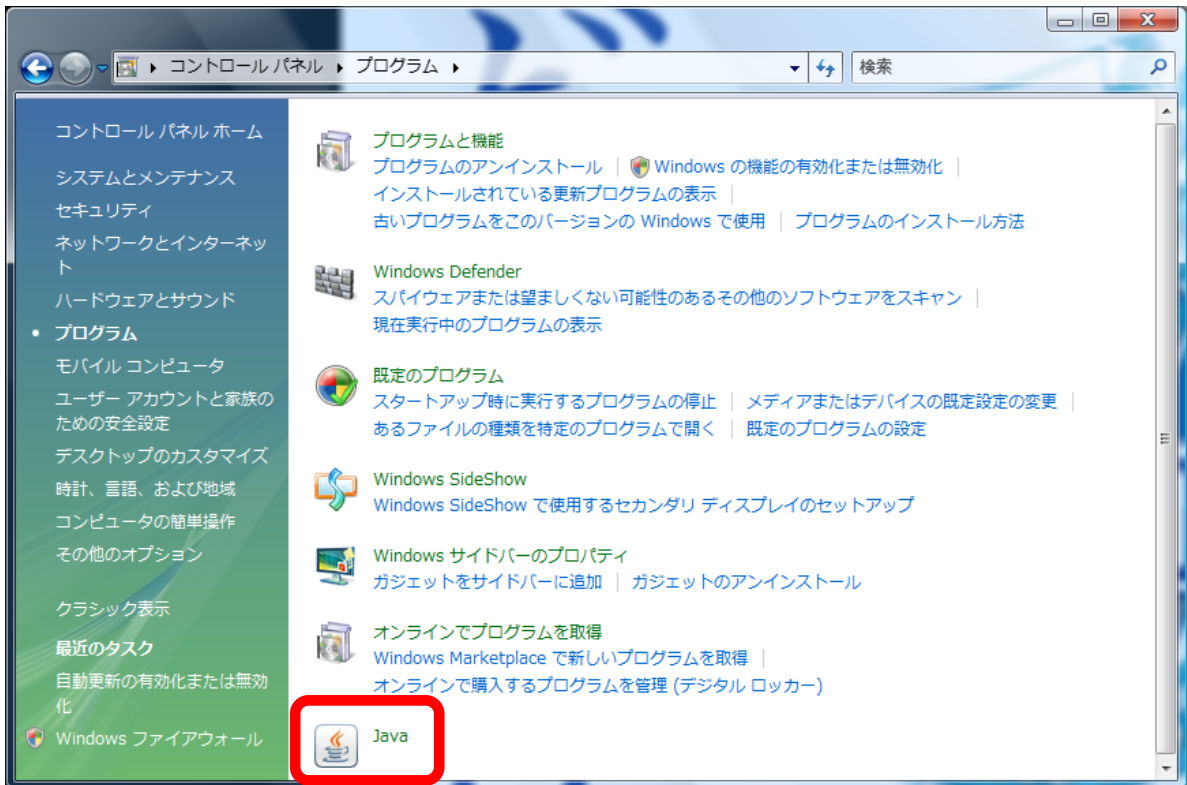 コントロール パネル ▸ プログラム ▸
検索
コントロール パネル ホーム
システムとメンテナンス
セキュリティ
ネットワークとインターネッ
ト
ハードウェアとサウンド
• プログラム
モバイル コンピュータ
ユーザー アカウントと家族の
ための安全設定
デスクトップのカスタマイズ
時計、言語、および地域
コンピュータの簡単操作
その他のオプション
クラシック表示
最近のタスク
自動更新の有効化または無効
化
Windows ファイアウォール
プログラムと機能
プログラムのアンインストール | Windows の機能の有効化または無効化 |
インストールされている更新プログラムの表示 |
古いプログラムをこのバージョンの Windows で使用 | プログラムのインストール方法
Windows Defender
スパイウェアまたは望ましくない可能性のあるその他のソフトウェアをスキャン |
現在実行中のプログラムの表示
既定のプログラム
スタートアップ時に実行するプログラムの停止 | メディアまたはデバイスの既定設定の変更 |
あるファイルの種類を特定のプログラムで開く | 既定のプログラムの設定
Windows SideShow
Windows SideShow で使用するセカンダリ ディスプレイのセットアップ
Windows サイドバーのプロパティ
ガジェットをサイドバーに追加 | ガジェットのアンインストール
オンラインでプログラムを取得
Windows Marketplace で新しいプログラムを取得 |
オンラインで購入するプログラムを管理 (デジタル ロッカー)
Java